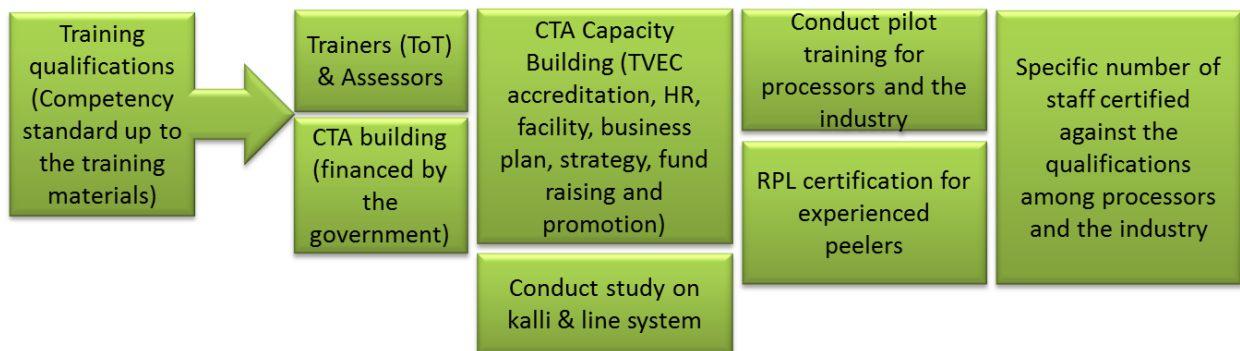 Training
qualifications
(Competency
standard up to
the training
materials)
Trainers (ToT)
& Assessors
CTA building
(financed by
the
government)
CTA Capacity
Building (TVEC
accreditation, HR,
facility, business
plan, strategy, fund
raising and
promotion)
Conduct study on
kalli & line system
Conduct pilot
training for
processors and the
industry
RPL certification for
experienced
peelers
Specific number of
staff certified
against the
qualifications
among processors
and the industry